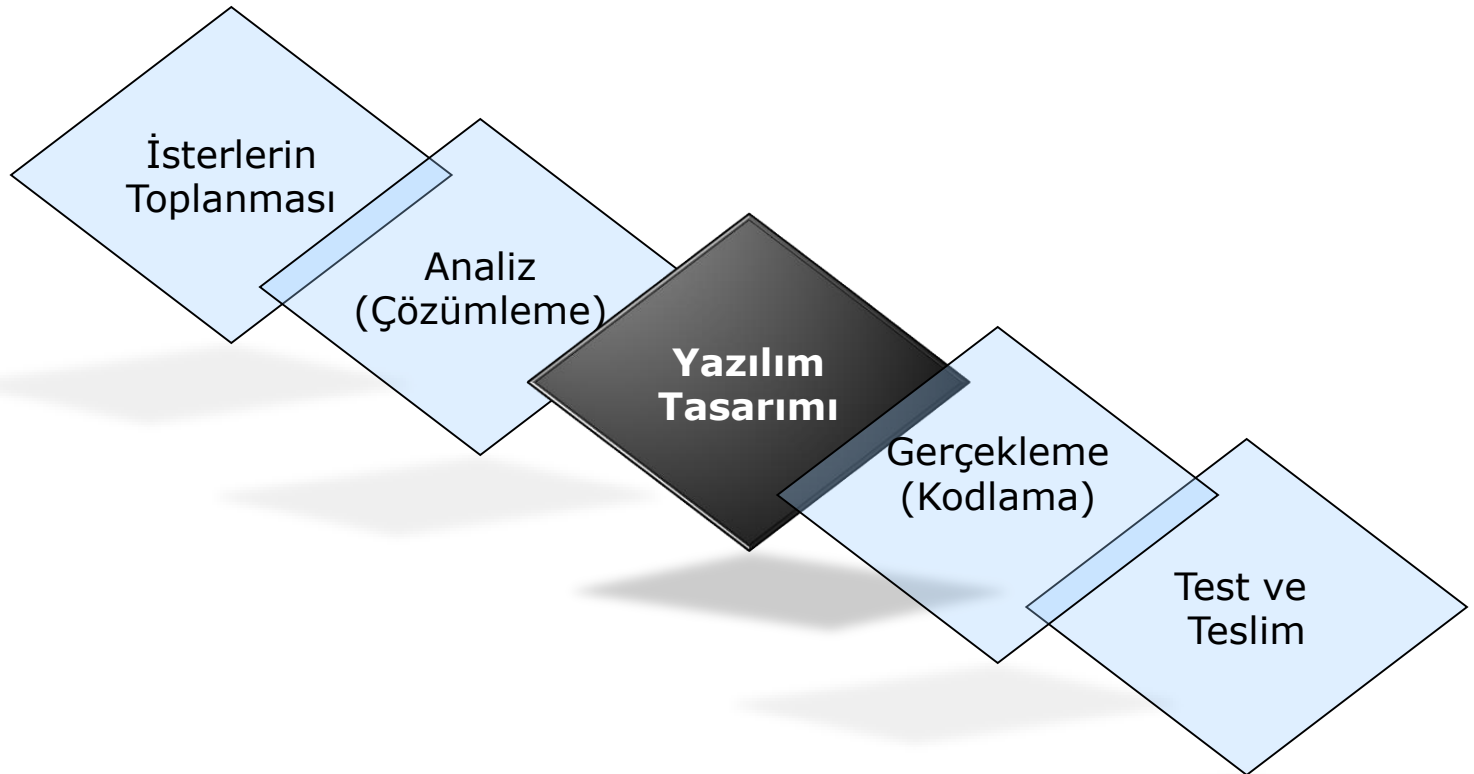 İsterlerin
Toplanması
Analiz
(Çözümleme)
Yazılım
Tasarımı
Gerçekleme
(Kodlama)
Test ve
Teslim